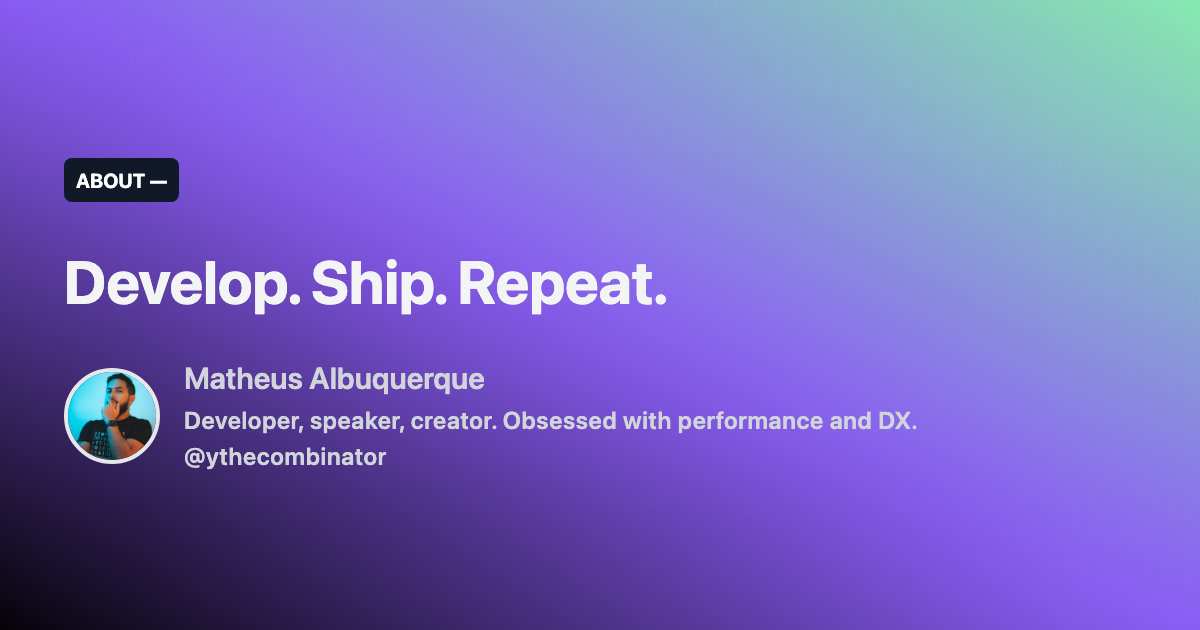 ABOUT —
Develop. Ship. Repeat.
Matheus Albuquerque
Developer, speaker, creator. Obsessed with performance and DX.
@ythecombinator